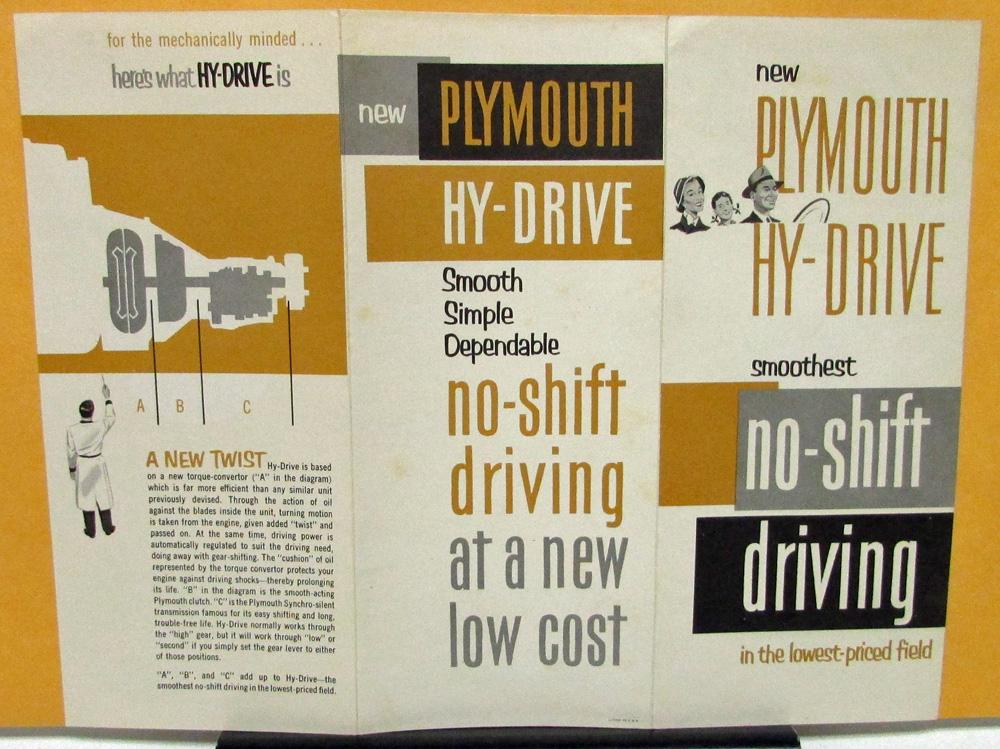 for the mechanically minded . . .
here's what HY-DRIVE is
A B C
A NEW TWIST Hy-Drive is based
on a new torque-convertor ("A" in the diagram)
which is far more efficient than any similar unit
previously devised. Through the action of oil
against the blades inside the unit, turning motion
is taken from the engine, given added "twist" and
passed on. At the same time, driving power is
automatically regulated to suit the driving need,
doing away with gear-shifting. The "cushion" of oil
represented by the torque convertor protects your
engine against driving shocks—thereby prolonging
its life. "B" in the diagram is the smooth-acting
Plymouth clutch. "C" is the Plymouth Synchro-silent
transmission famous for its easy shifting and long,
trouble-free life. Hy-Drive normally works through
the "high" gear, but it will work through "low" or
"second" if you simply set the gear lever to either
of those positions.
"A", "B", and "C" add up to Hy-Drive—the
smoothest no-shift driving in the lowest-priced field.
new PLYMOUTH
HY-DRIVE
Smooth
Simple
Dependable
no-shift
driving
at a new
low cost
new
PLYMOUTH
HY-DRIVE
smoothest
no-shift
driving
in the lowest-priced field